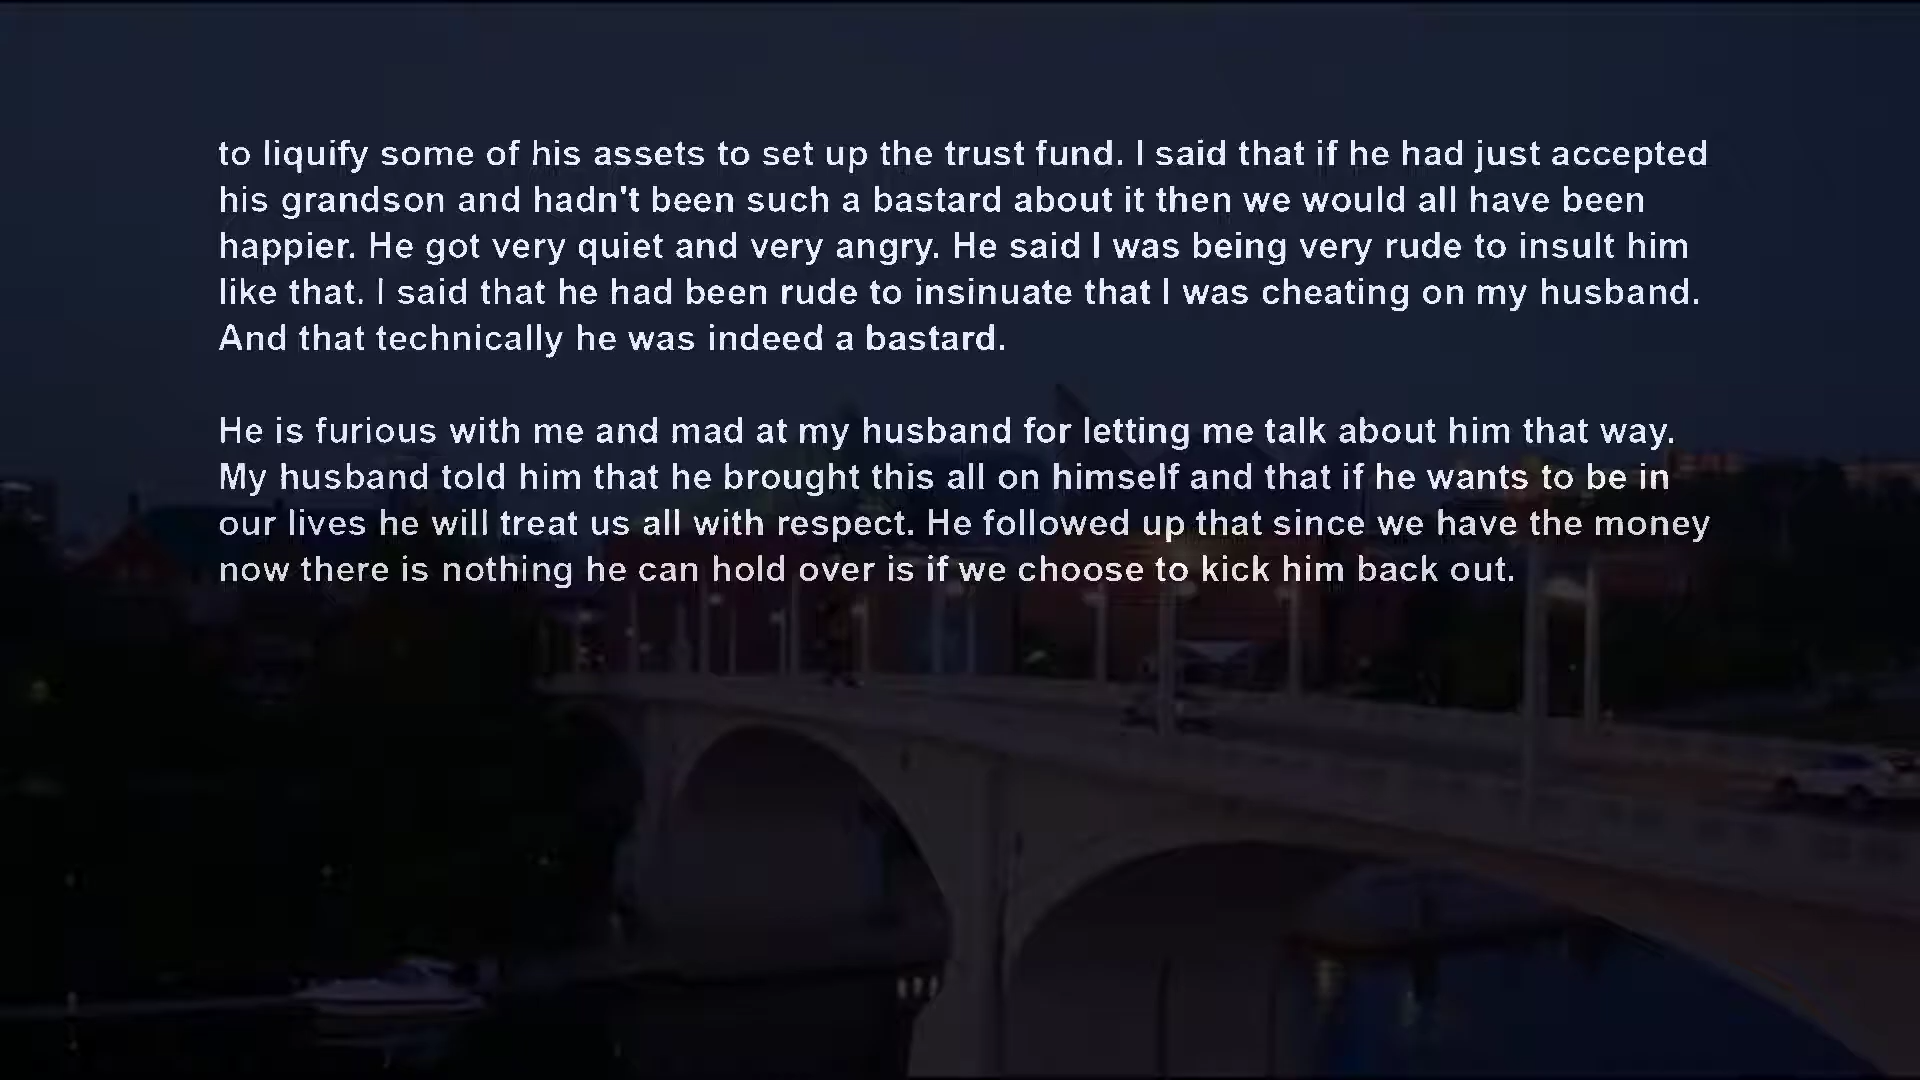 to liquify some of his assets to set up the trust fund. I said that if he had just accepted
his grandson and hadn't been such a bastard about it then we would all have been
happier. He got very quiet and very angry. He said I was being very rude to insult him
like that. I said that he had been rude to insinuate that I was cheating on my husband.
And that technically he was indeed a bastard.
He is furious with me and mad at my husband for letting me talk about him that way.
My husband told him that he brought this all on himself and that if he wants to be in
our lives he will treat us all with respect. He followed up that since we have the money
now there is nothing he can hold over is if we choose to kick him back out.